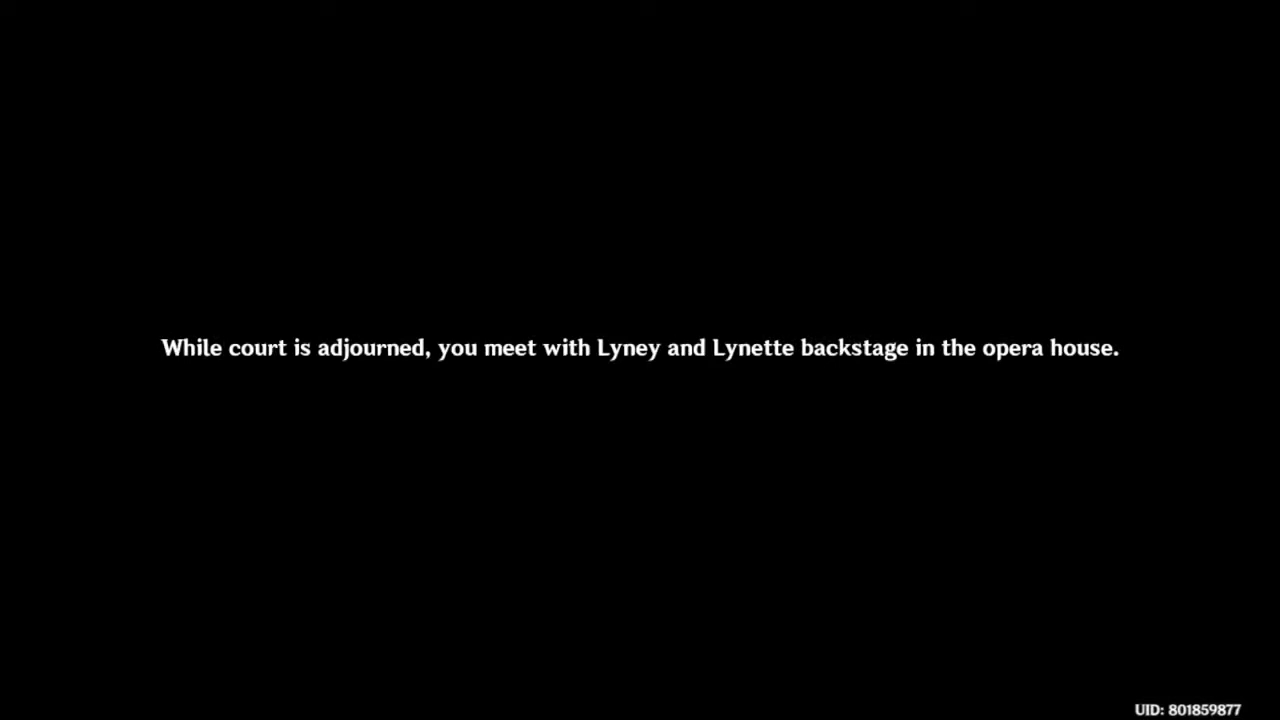 While court is adjourned, you meet with Lyney and Lynette backstage in the opera house.
UID: 801859877